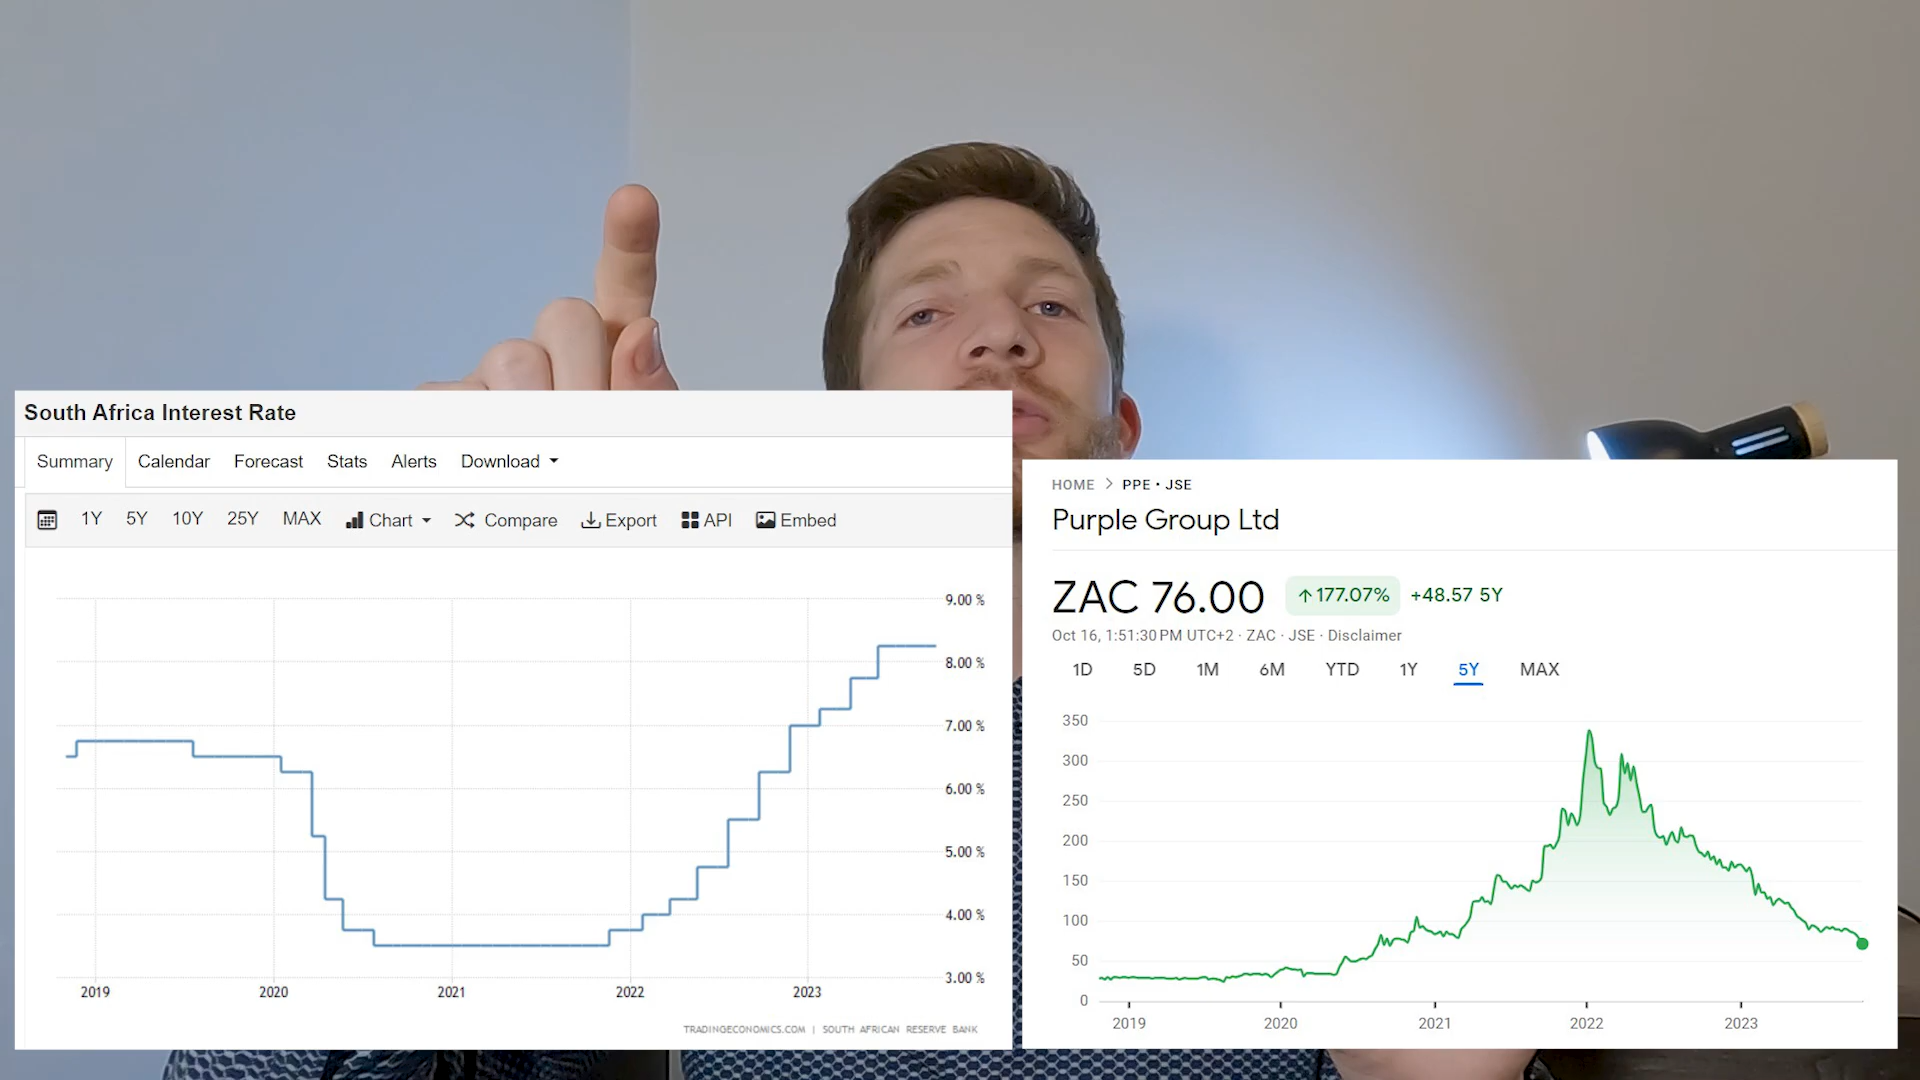 South Africa Interest Rate
Summary Calendar Forecast Stats Alerts Download
1Y 5Y 10Y 25Y MAX Chart Compare Export API Embed
9.00 %
8.00 %
7.00 %
6.00 %
5.00 %
4.00 %
3.00 %
2019 2020 2021 2022 2023
TRADINGECONOMICS.COM | SOUTH AFRICAN RESERVE BANK
HOME > PPE • JSE
Purple Group Ltd
ZAC 76.00 ↑177.07% +48.57 5Y
Oct 16, 1:51:30 PM UTC+2 · ZAC · JSE · Disclaimer
1D 5D 1M 6M YTD 1Y 5Y MAX
350
300
250
200
150
100
50
0
2019 2020 2021 2022 2023